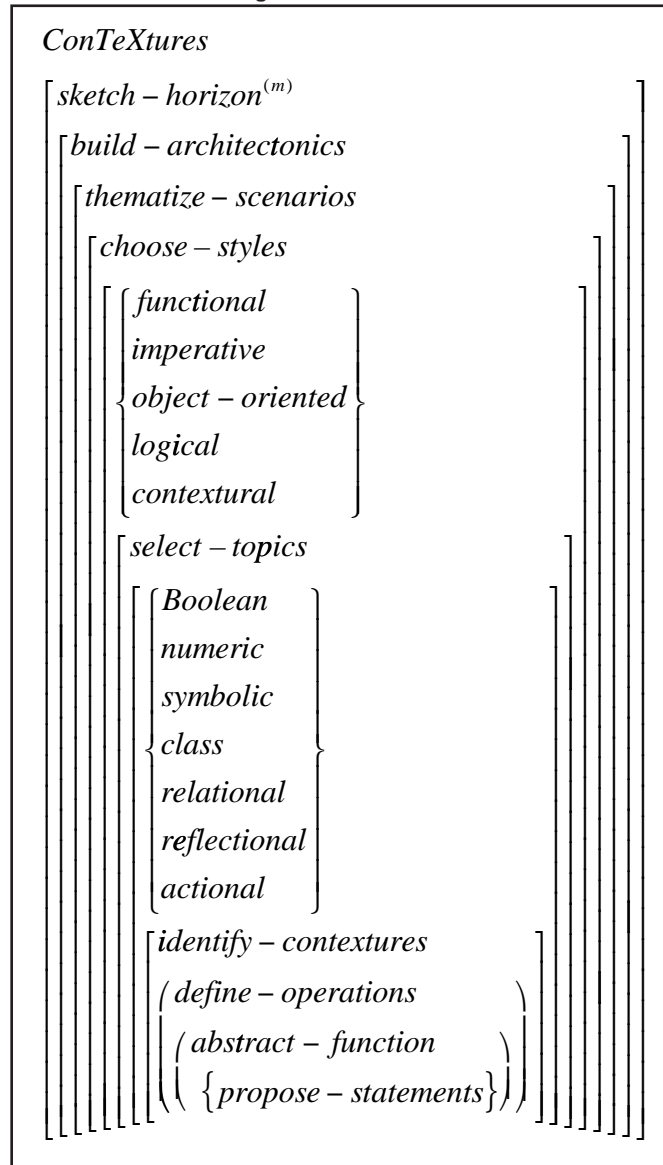 ConTeXtures
sketch – horizon(m)
build – architectonics
thematize – scenarios
choose – styles
functional
imperative
object – oriented
logical
contextural
select – topics
Boolean
numeric
symbolic
class
relational
reflectional
actional
identify – contextures
define – operations
abstract – function
{propose – statements}